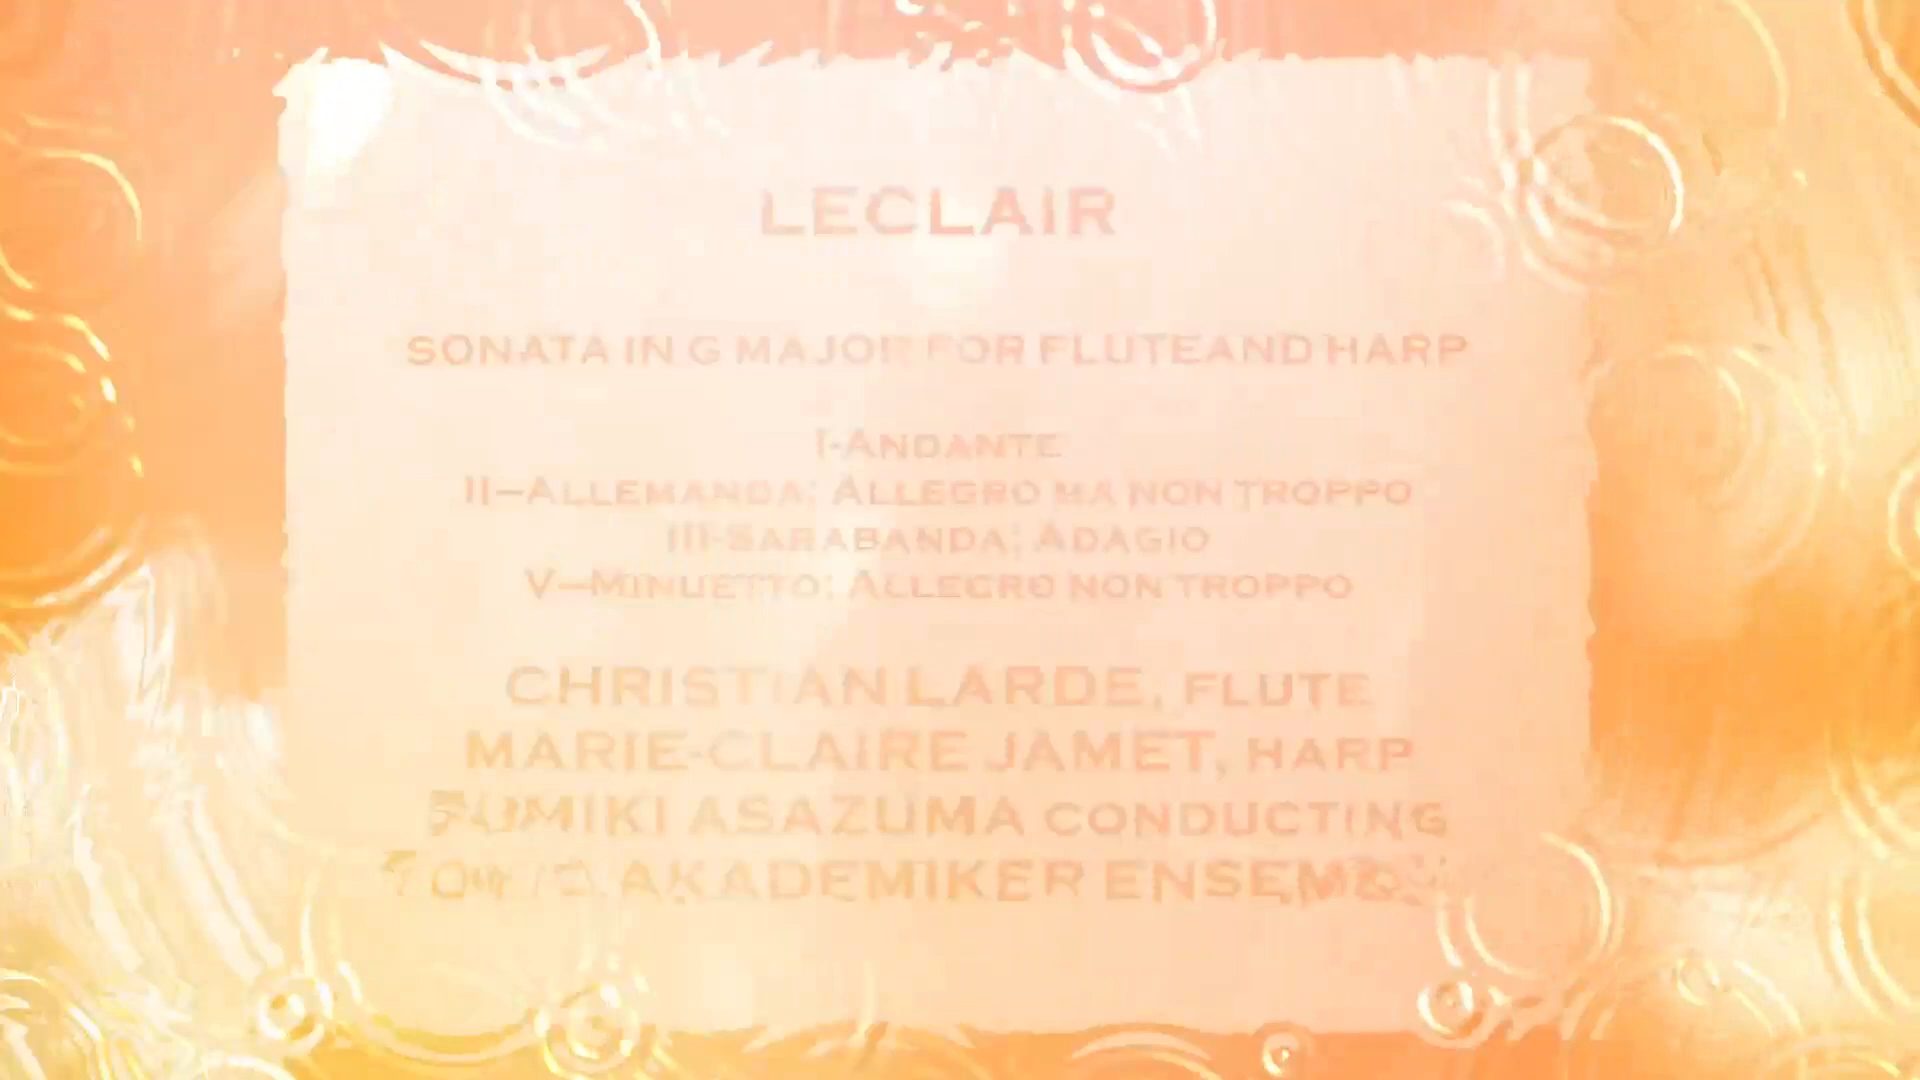 LECLAIR
SONATA IN G MAJOR FOR FLUTEAND HARP
I-ANDANTE
II–ALLEMANDA: ALLEGRO MA NON TROPPO
III-SARABANDA: ADAGIO
V–MINUETTO: ALLEGRO NON TROPPO
CHRISTIAN LARDE, FLUTE
MARIE-CLAIRE JAMET, HARP
FUMIKI ASAZUMA CONDUCTING
AKADEMIKER